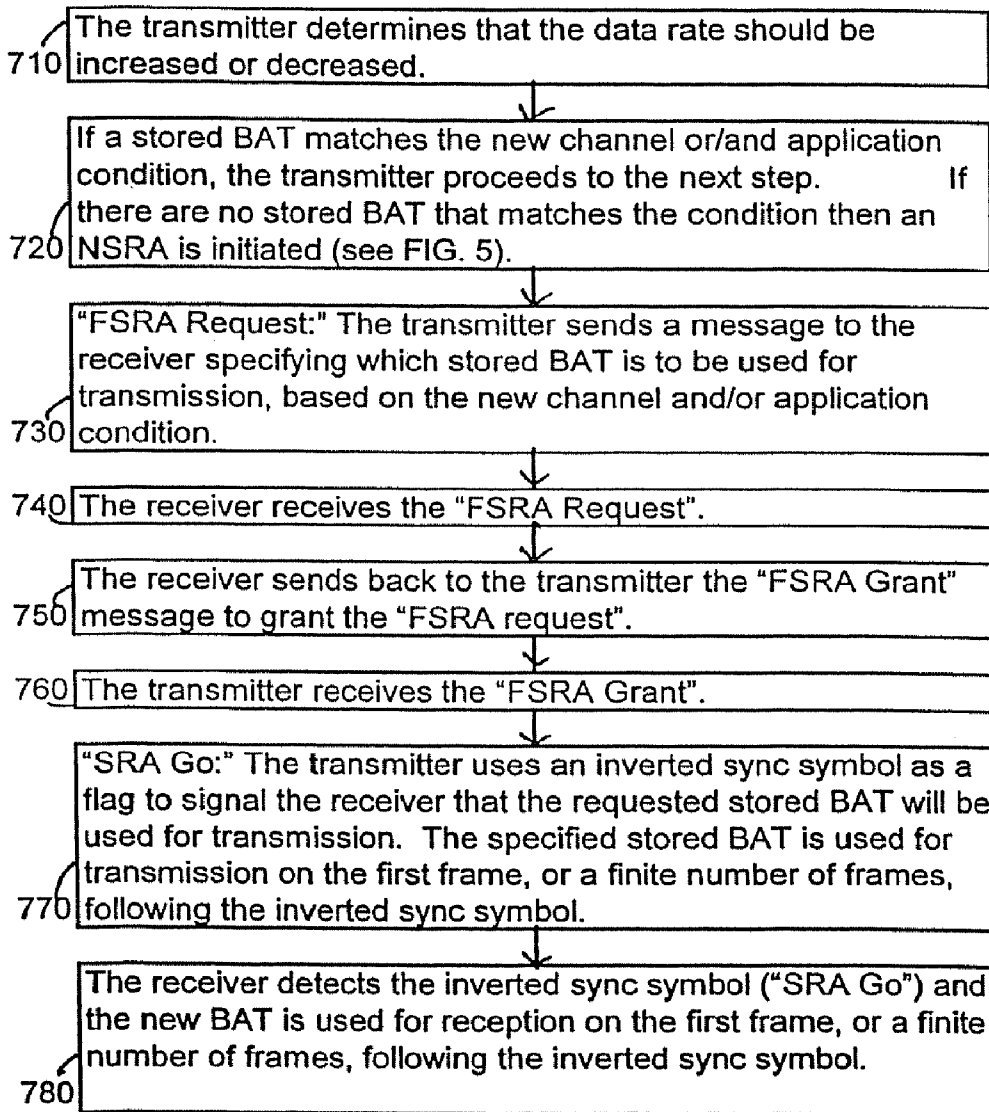 The transmitter determines that the data rate should be
710 increased or decreased.
If a stored BAT matches the new channel or/and application
condition, the transmitter proceeds to the next step. If
there are no stored BAT that matches the condition then an
720 NSRA is initiated (see FIG. 5).
"FSRA Request:" The transmitter sends a message to the
receiver specifying which stored BAT is to be used for
transmission, based on the new channel and/or application
730 condition.
740 The receiver receives the "FSRA Request".
The receiver sends back to the transmitter the "FSRA Grant"
750 message to grant the "FSRA request".
760 The transmitter receives the "FSRA Grant".
"SRA Go:" The transmitter uses an inverted sync symbol as a
flag to signal the receiver that the requested stored BAT will be
used for transmission. The specified stored BAT is used for
transmission on the first frame, or a finite number of frames,
770 following the inverted sync symbol.
The receiver detects the inverted sync symbol ("SRA Go") and
the new BAT is used for reception on the first frame, or a finite
number of frames, following the inverted sync symbol.
780